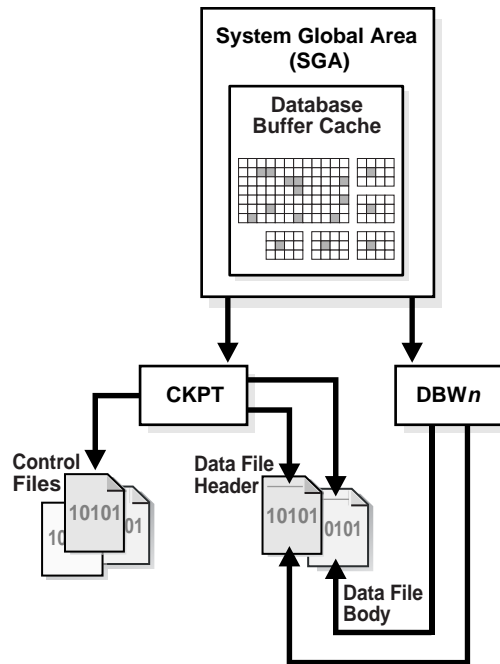 System Global Area
(SGA)
Database
Buffer Cache
CKPT
DBWn
Control
Files
Data File
Header
10101
10
01
10101
0101
Data File
Body